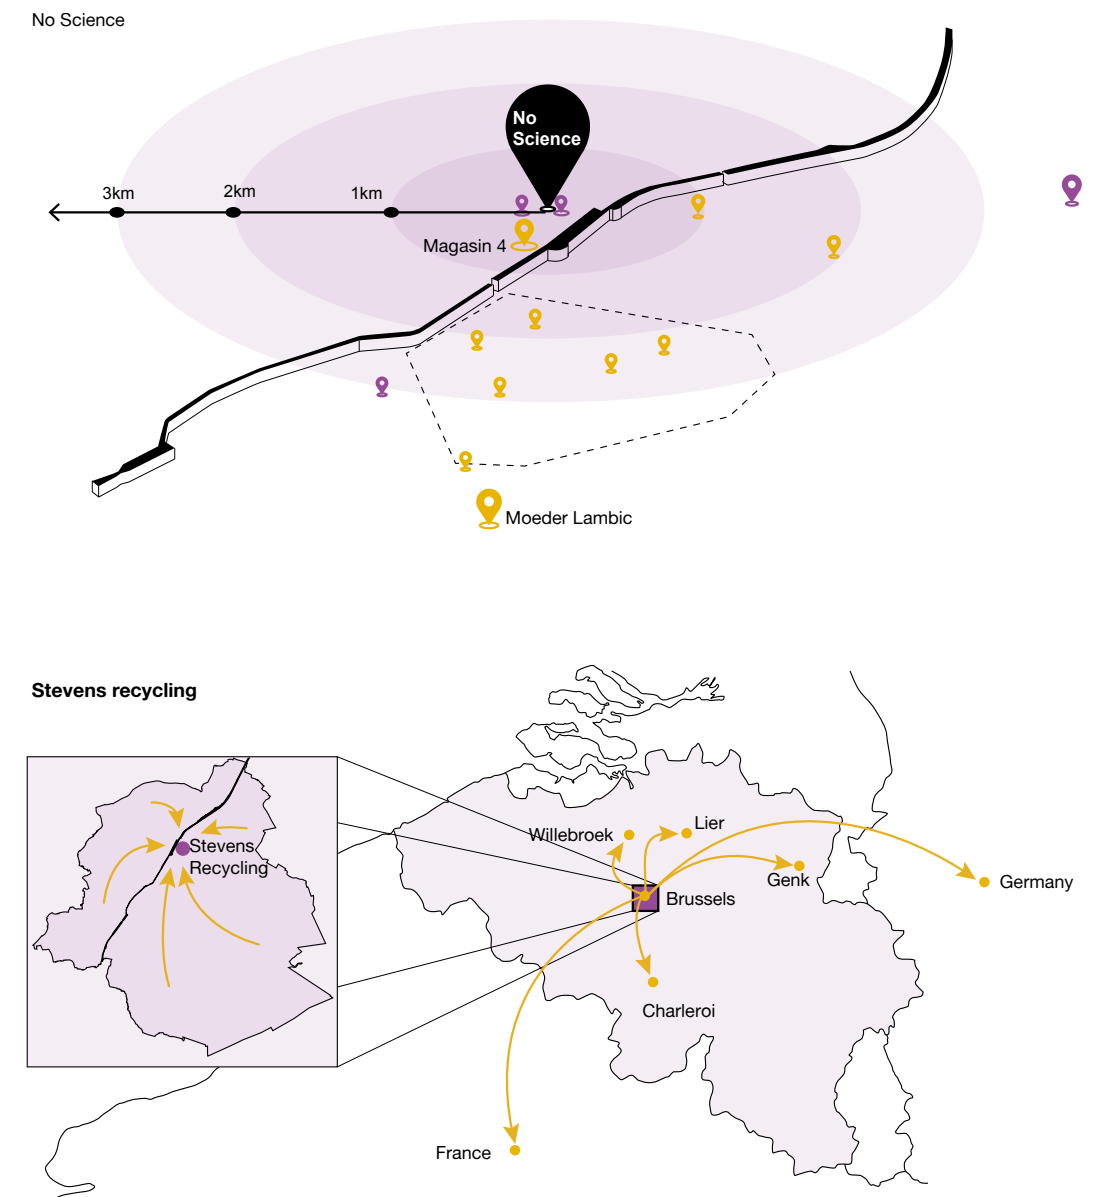 No Science
No
Science
3km
2km
1km
Magasin 4
Moeder Lambic
Stevens recycling
Stevens
Recycling
Willebroek
Lier
Genk
Germany
Brussels
Charleroi
France